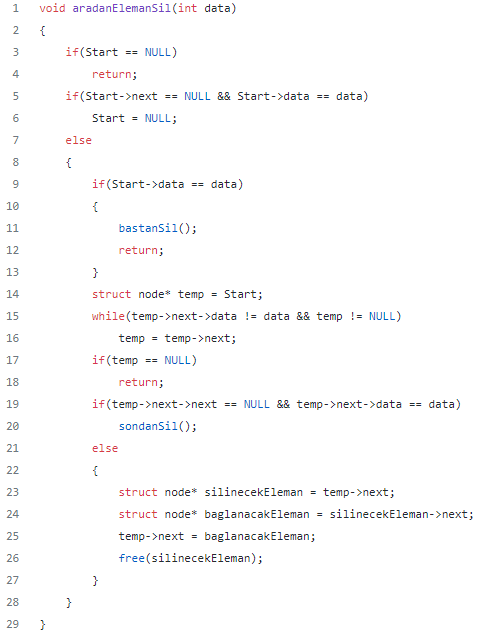 1 void aradanElemanSil(int data)
2 {
3     if(Start == NULL)
4         return;
5     if(Start->next == NULL && Start->data == data)
6         Start = NULL;
7     else
8     {
9         if(Start->data == data)
10         {
11             bastanSil();
12             return;
13         }
14         struct node* temp = Start;
15         while(temp->next->data != data && temp != NULL)
16             temp = temp->next;
17         if(temp == NULL)
18             return;
19         if(temp->next->next == NULL && temp->next->data == data)
20             sondanSil();
21         else
22         {
23             struct node* silinecekEleman = temp->next;
24             struct node* baglanacakEleman = silinecekEleman->next;
25             temp->next = baglanacakEleman;
26             free(silinecekEleman);
27         }
28     }
29 }